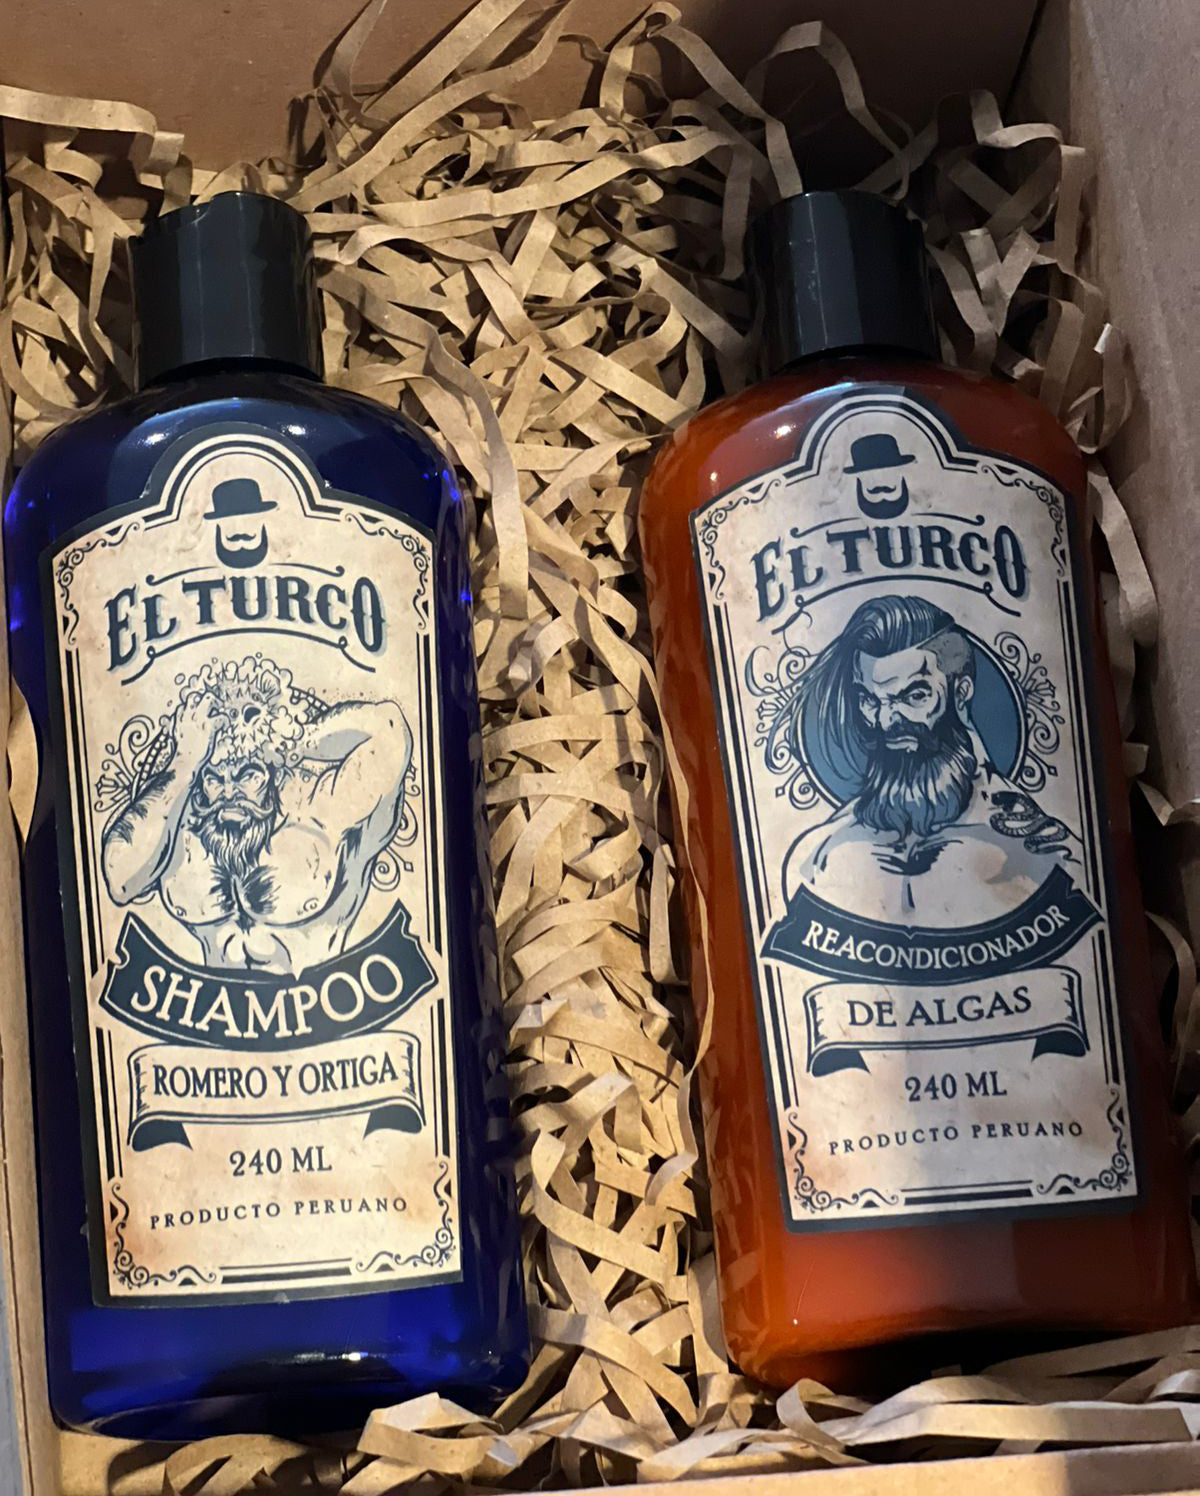 EL TURCO
SHAMPOO
ROMERO Y ORTIGA
240 ML
PRODUCTO PERUANO
EL TURCO
REACONDICIONADOR
DE ALGAS
240 ML
PRODUCTO PERUANO